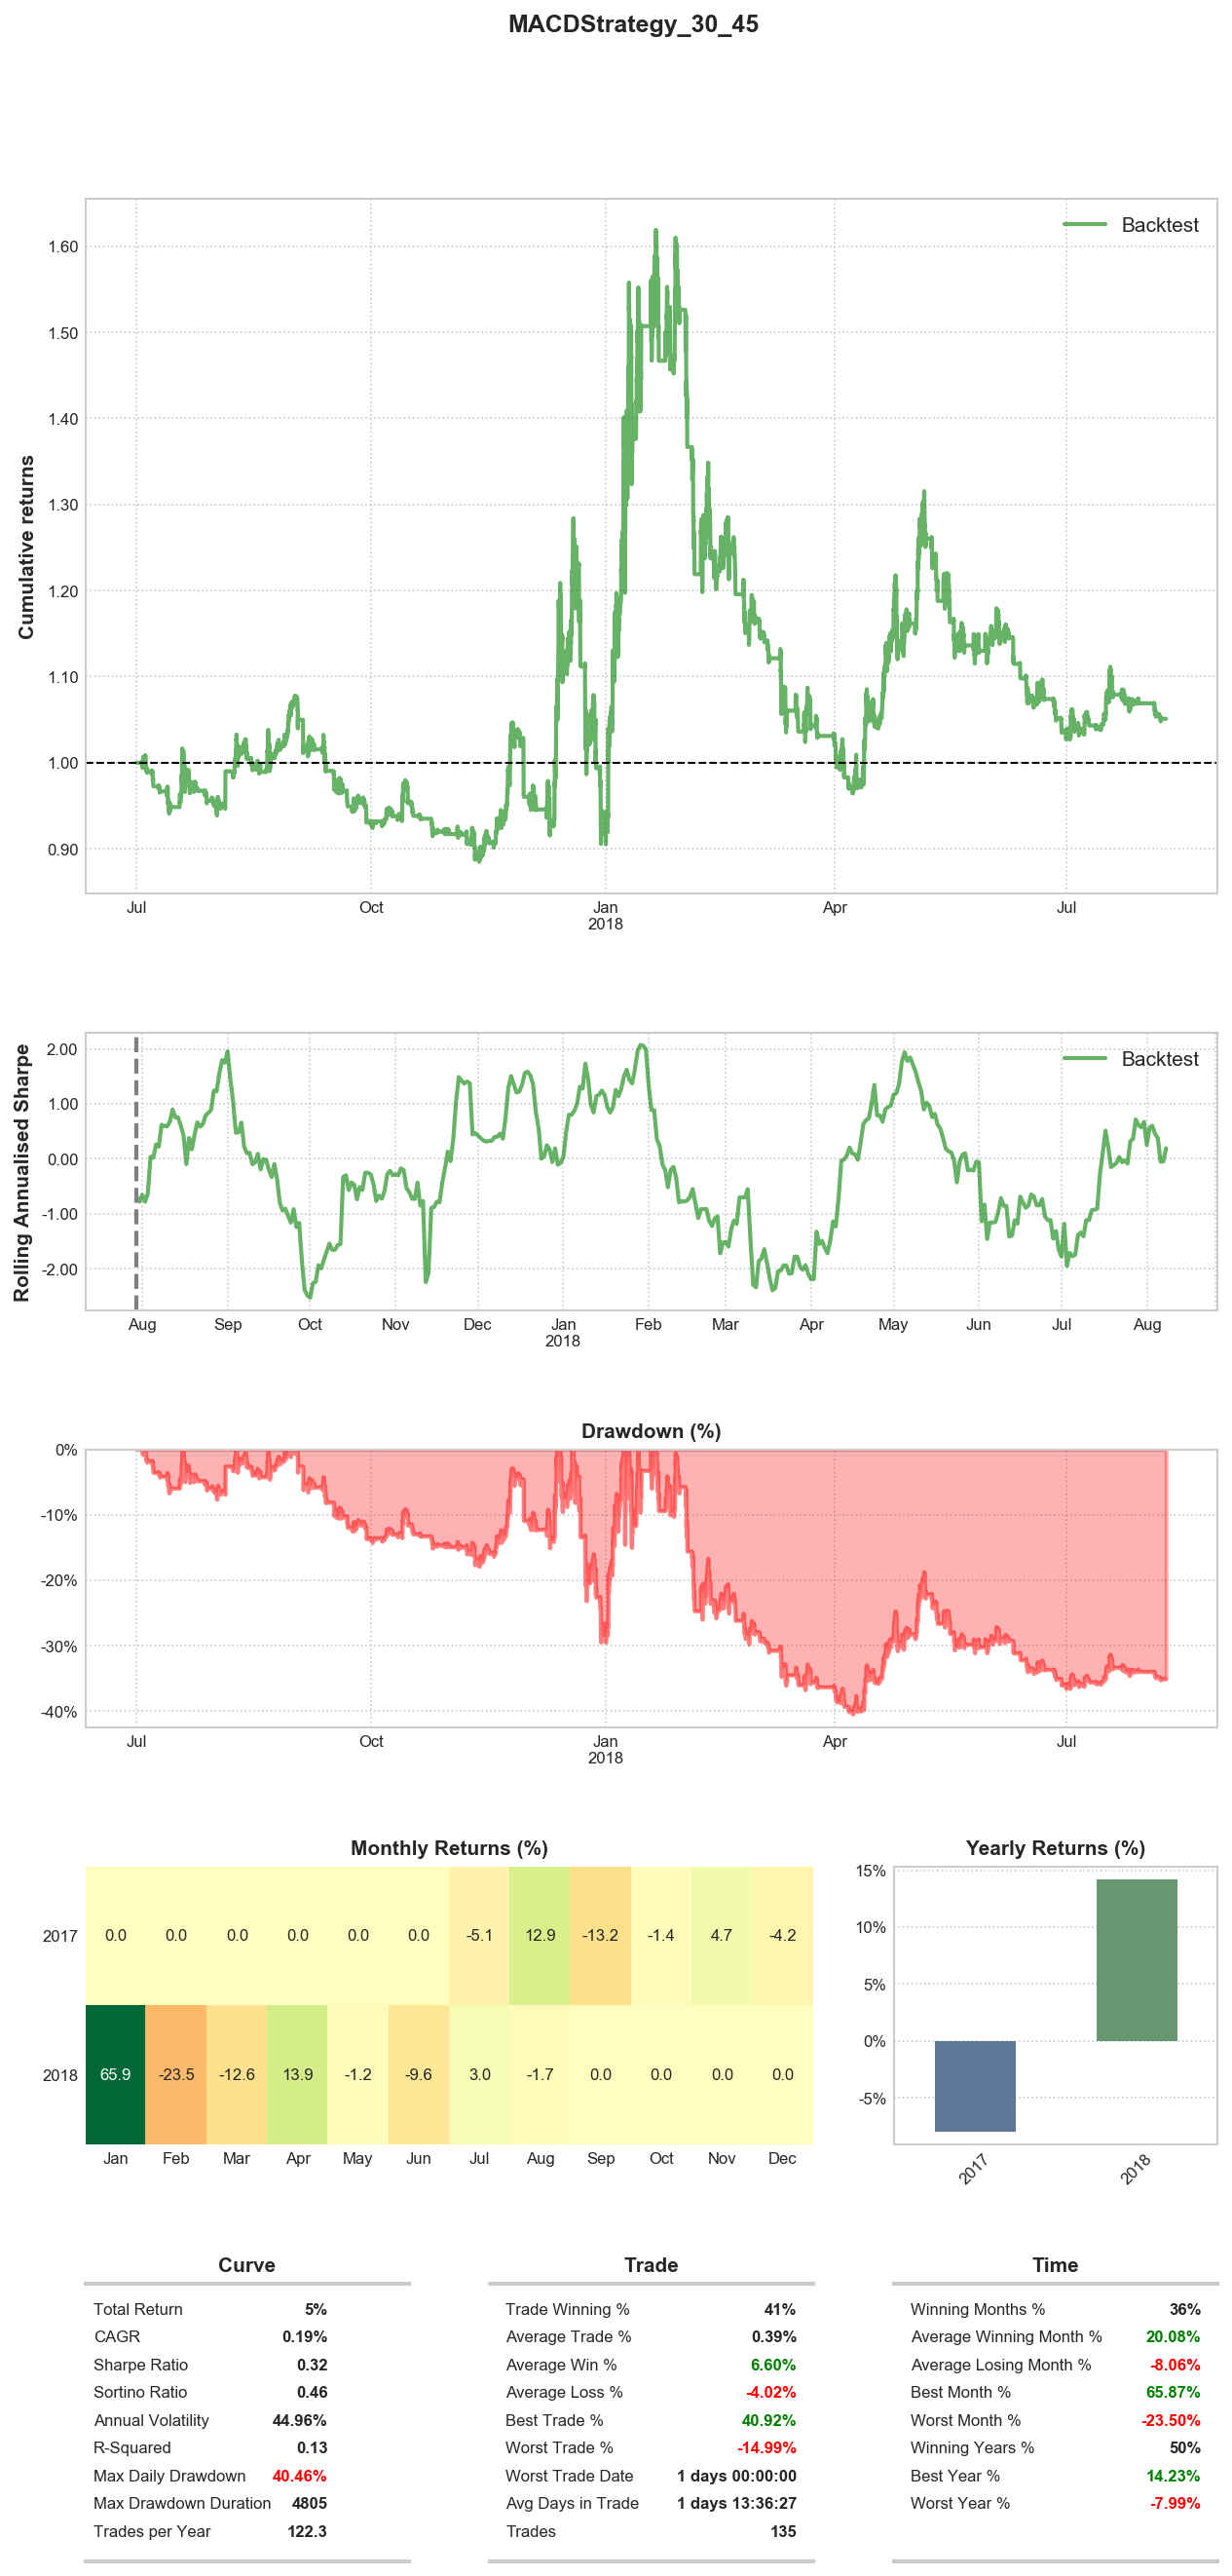 MACDStrategy_30_45
Cumulative returns
Backtest
1.60
1.50
1.40
1.30
1.20
1.10
1.00
0.90
Jul Oct Jan Apr Jul
2018
Rolling Annualised Sharpe
Backtest
2.00
1.00
0.00
-1.00
-2.00
Aug Sep Oct Nov Dec Jan Feb Mar Apr May Jun Jul Aug
2018
Drawdown (%)
0%
-10%
-20%
-30%
-40%
Jul Oct Jan Apr Jul
2018
Monthly Returns (%)
2017 0.0 0.0 0.0 0.0 0.0 0.0 -5.1 12.9 -13.2 -1.4 4.7 -4.2
2018 65.9 -23.5 -12.6 13.9 -1.2 -9.6 3.0 -1.7 0.0 0.0 0.0 0.0
Jan Feb Mar Apr May Jun Jul Aug Sep Oct Nov Dec
Yearly Returns (%)
15%
10%
5%
0%
-5%
2017 2018
Curve
Total Return 5%
CAGR 0.19%
Sharpe Ratio 0.32
Sortino Ratio 0.46
Annual Volatility 44.96%
R-Squared 0.13
Max Daily Drawdown 40.46%
Max Drawdown Duration 4805
Trades per Year 122.3
Trade
Trade Winning % 41%
Average Trade % 0.39%
Average Win % 6.60%
Average Loss % -4.02%
Best Trade % 40.92%
Worst Trade % -14.99%
Worst Trade Date 1 days 00:00:00
Avg Days in Trade 1 days 13:36:27
Trades 135
Time
Winning Months % 36%
Average Winning Month % 20.08%
Average Losing Month % -8.06%
Best Month % 65.87%
Worst Month % -23.50%
Winning Years % 50%
Best Year % 14.23%
Worst Year % -7.99%